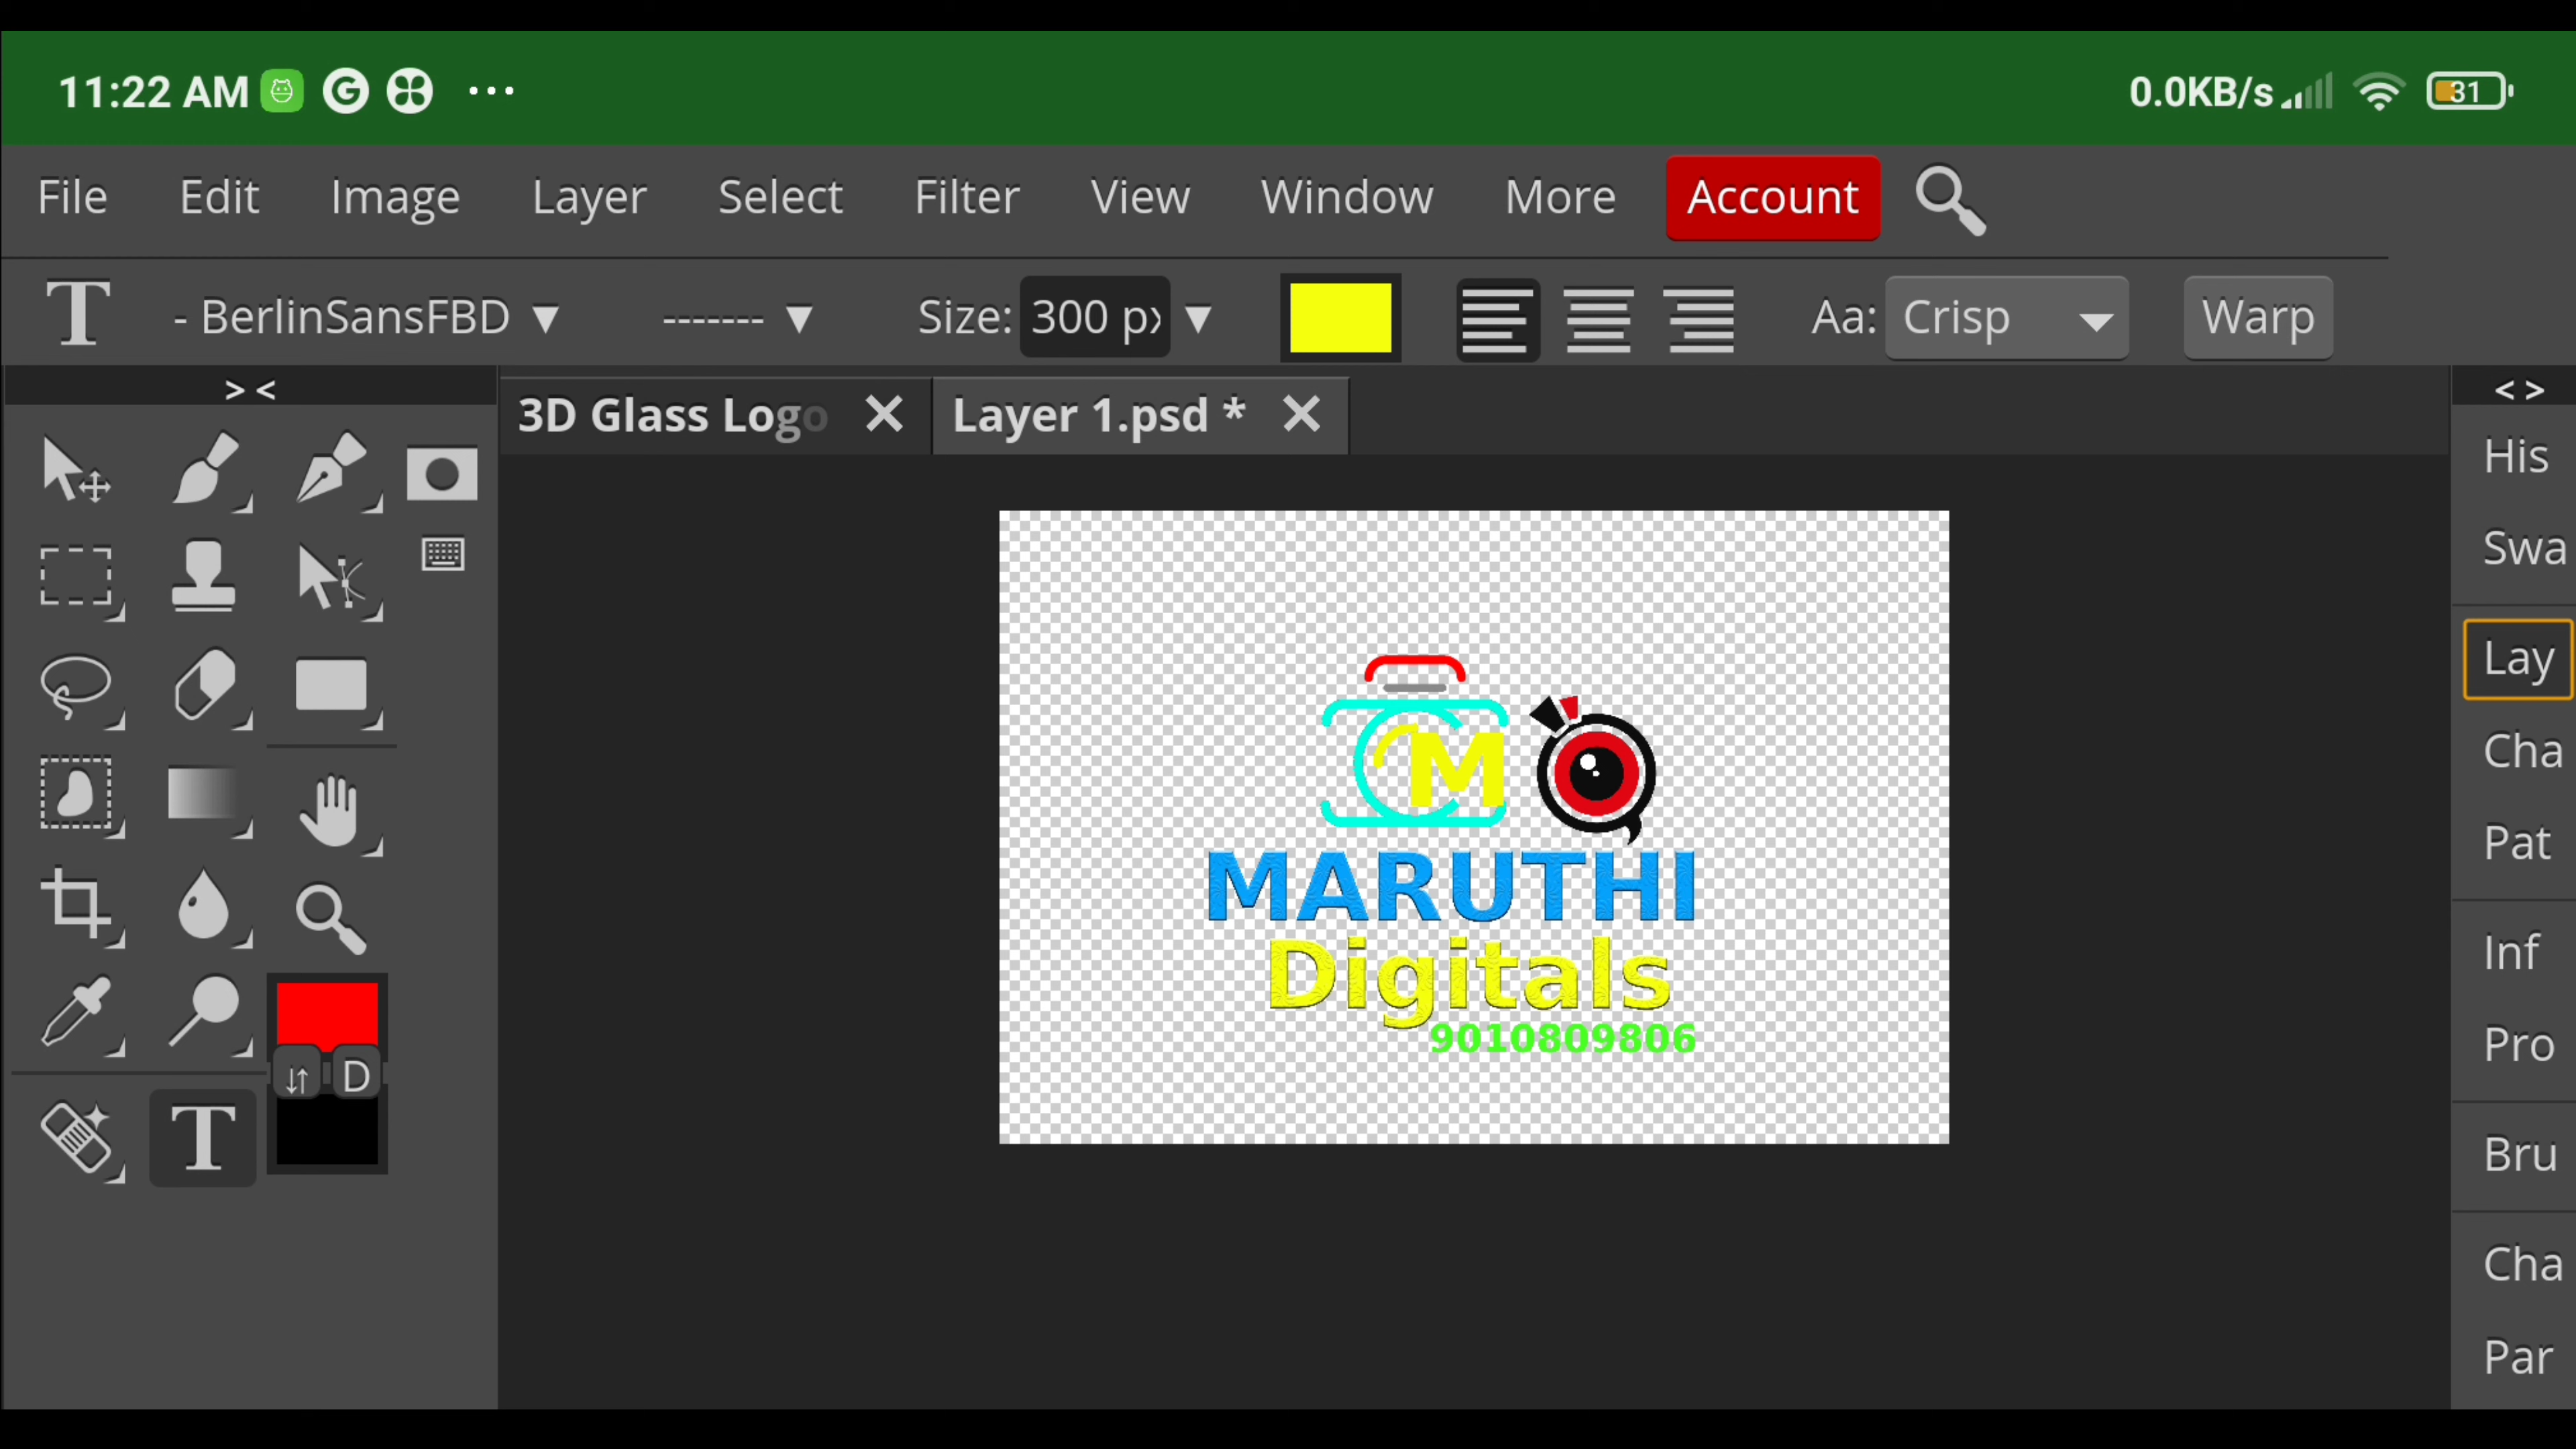 11:22 AM ... 0.0KB/s 31
File Edit Image Layer Select Filter View Window More Account
T - BerlinSansFBD ▼ ------- ▼ Size: 300 px ▼ Aa: Crisp Warp
> < < >
3D Glass Logo ✕ Layer 1.psd * ✕
His
Swa
Lay
Cha
Pat
Inf
Pro
Bru
Cha
Par
M
MARUTHI
Digitals
9010809806
D
T